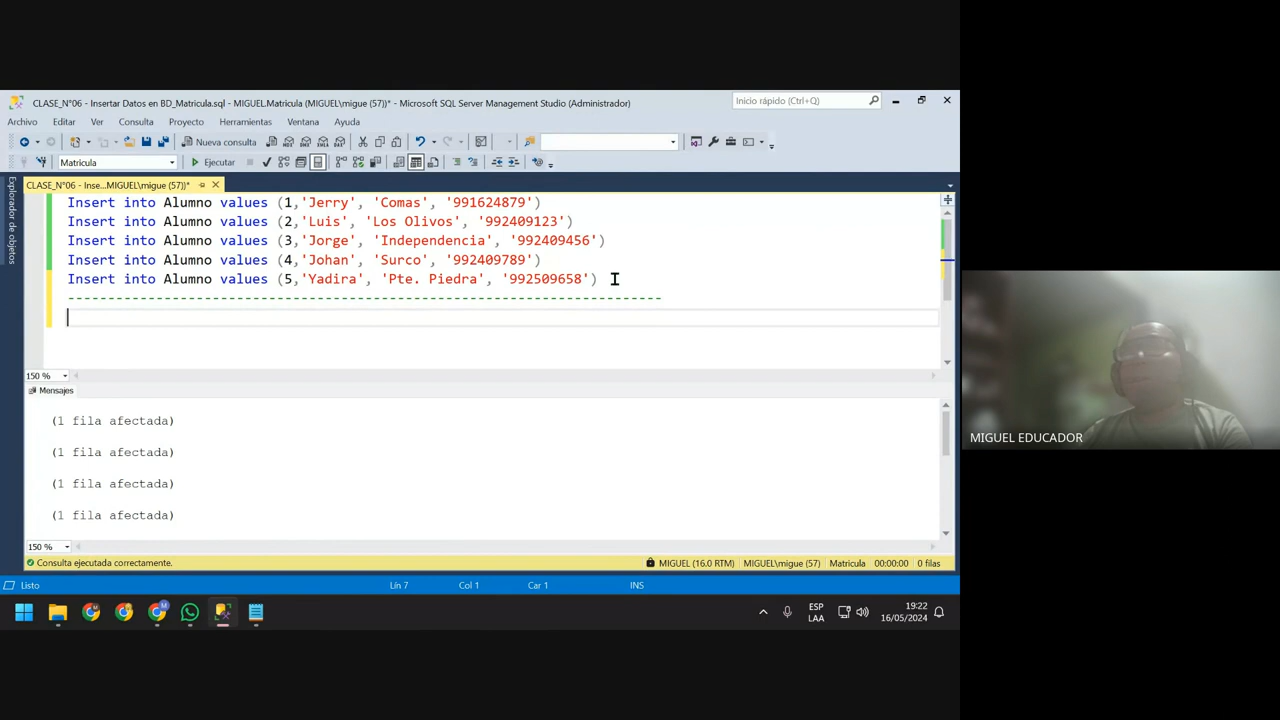 CLASE_N°06 - Insertar Datos en BD_Matricula.sql - MIGUEL.Matricula (MIGUEL\migue (57))* - Microsoft SQL Server Management Studio (Administrador)
Inicio rápido (Ctrl+Q)
Archivo Editar Ver Consulta Proyecto Herramientas Ventana Ayuda
Nueva consulta
Matricula
Ejecutar
Explorador de objetos
CLASE_N°06 - Inse...MIGUEL\migue (57))*
Insert into Alumno values (1,'Jerry', 'Comas', '991624879')
Insert into Alumno values (2,'Luis', 'Los Olivos', '992409123')
Insert into Alumno values (3,'Jorge', 'Independencia', '992409456')
Insert into Alumno values (4,'Johan', 'Surco', '992409789')
Insert into Alumno values (5,'Yadira', 'Pte. Piedra', '992509658')
--------------------------------------------------------------------------
150 %
Mensajes
(1 fila afectada)
(1 fila afectada)
(1 fila afectada)
(1 fila afectada)
150 %
Consulta ejecutada correctamente.
MIGUEL (16.0 RTM) MIGUEL\migue (57) Matricula 00:00:00 0 filas
Listo
Lín 7 Col 1 Car 1 INS
ESP
LAA
19:22
16/05/2024
MIGUEL EDUCADOR